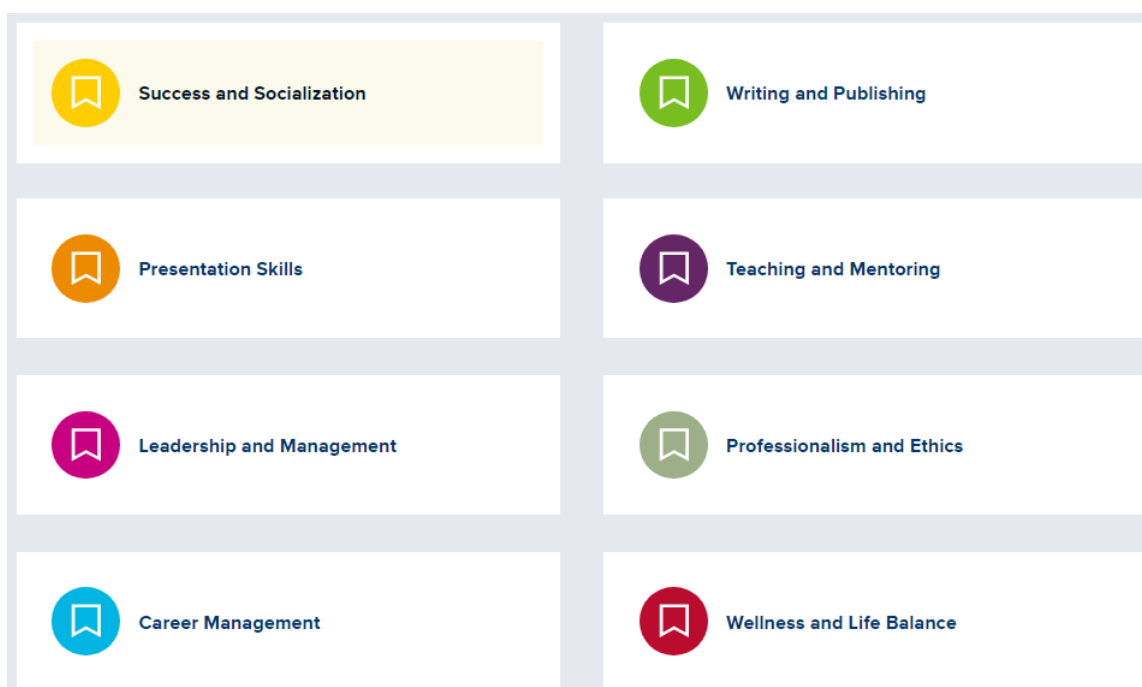 Success and Socialization
Writing and Publishing
Presentation Skills
Teaching and Mentoring
Leadership and Management
Professionalism and Ethics
Career Management
Wellness and Life Balance